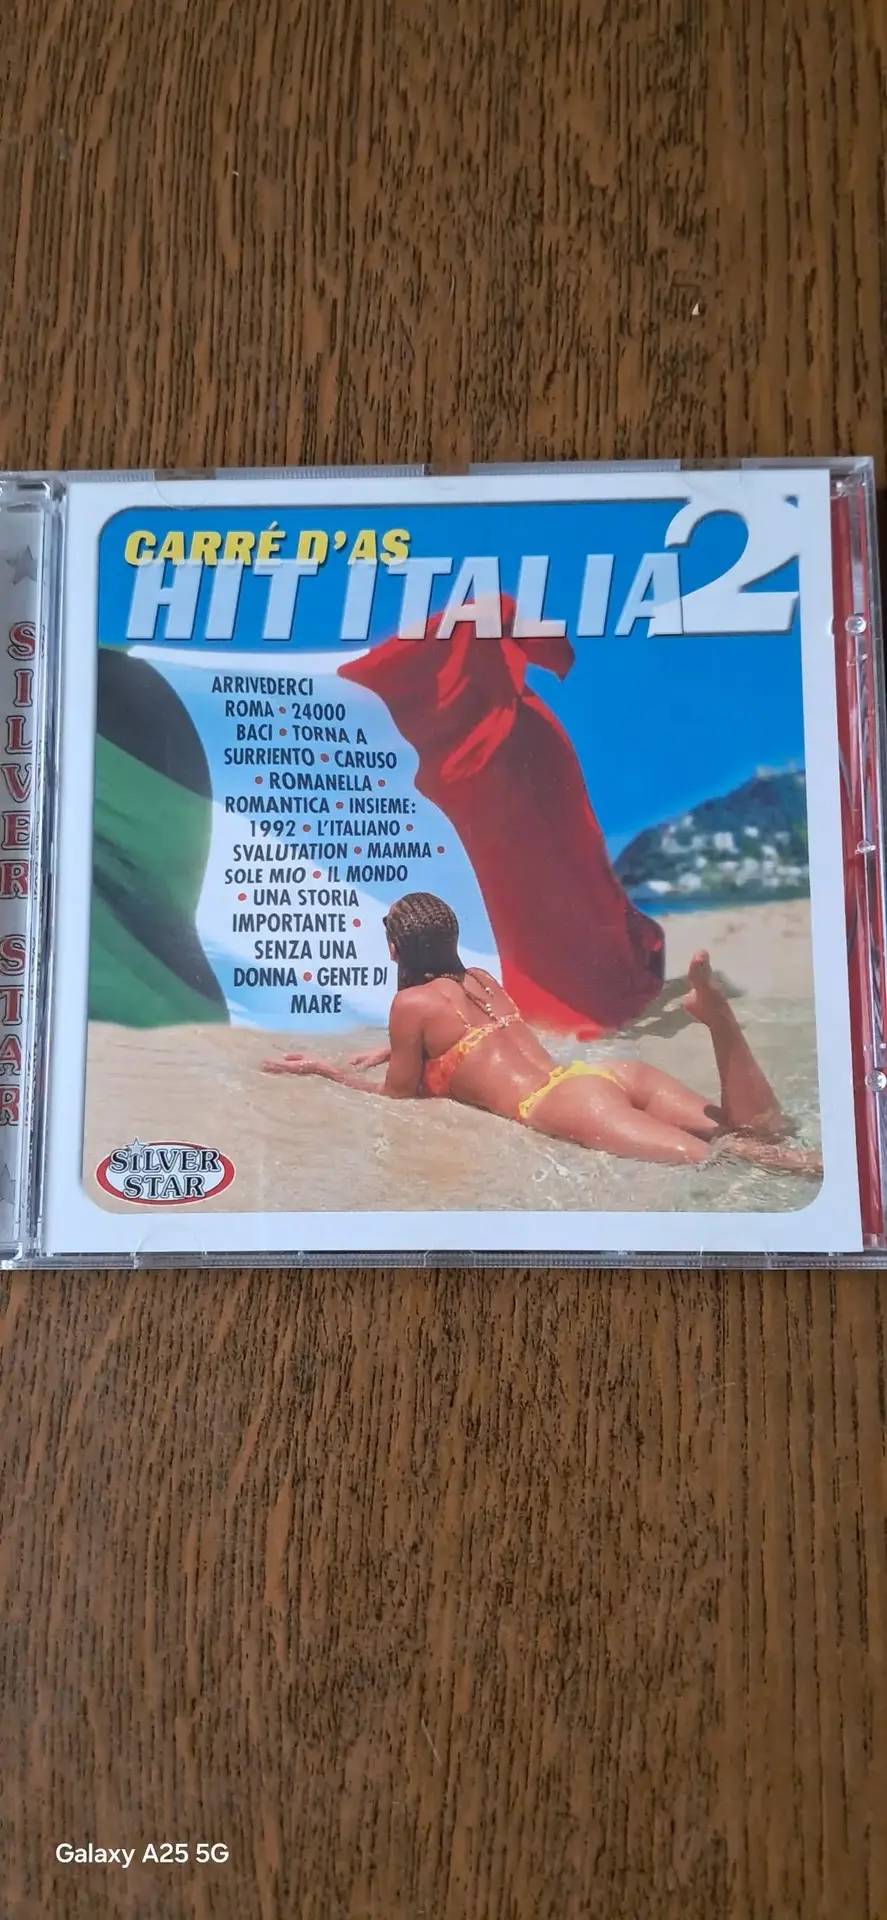 CARRÉ D'AS
HIT ITALIA 2
ARRIVEDERCI
ROMA • 24000
BACI • TORNA A
SURRIENTO • CARUSO
• ROMANELLA •
ROMANTICA • INSIEME:
1992 • L'ITALIANO •
SVALUTATION • MAMMA •
SOLE MIO • IL MONDO
• UNA STORIA
IMPORTANTE •
SENZA UNA
DONNA • GENTE DI
MARE
SILVER
STAR
SILVER STAR
Galaxy A25 5G